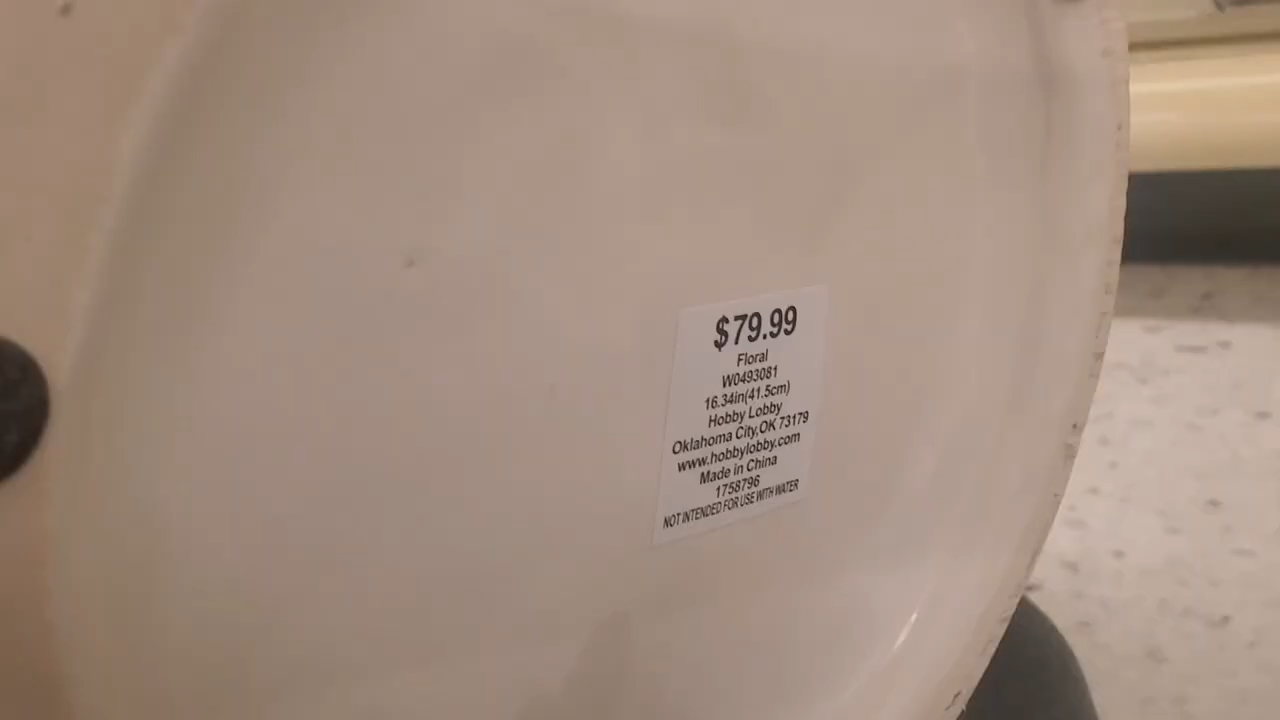 $79.99
Floral
W0493081
16.34in(41.5cm)
Hobby Lobby
Oklahoma City,OK 73179
www.hobbylobby.com
Made in China
1758796
NOT INTENDED FOR USE WITH WATER